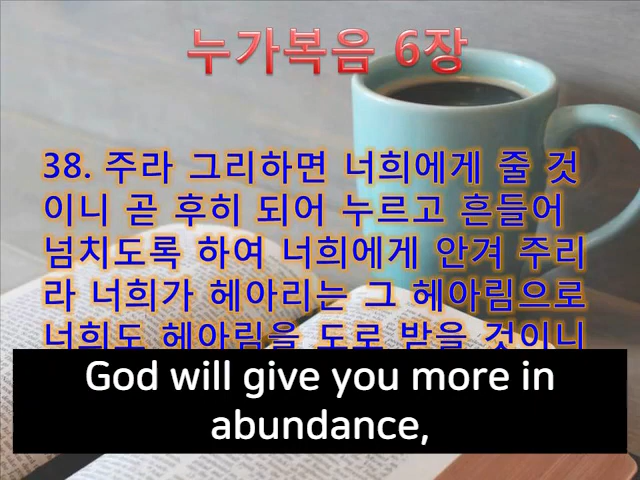 누가복음 6장
38. 주라 그리하면 너희에게 줄 것
이니 곧 후히 되어 누르고 흔들어
넘치도록 하여 너희에게 안겨 주리
라 너희가 헤아리는 그 헤아림으로
너희도 헤아림을 도로 받을 것이니
God will give you more in
abundance,